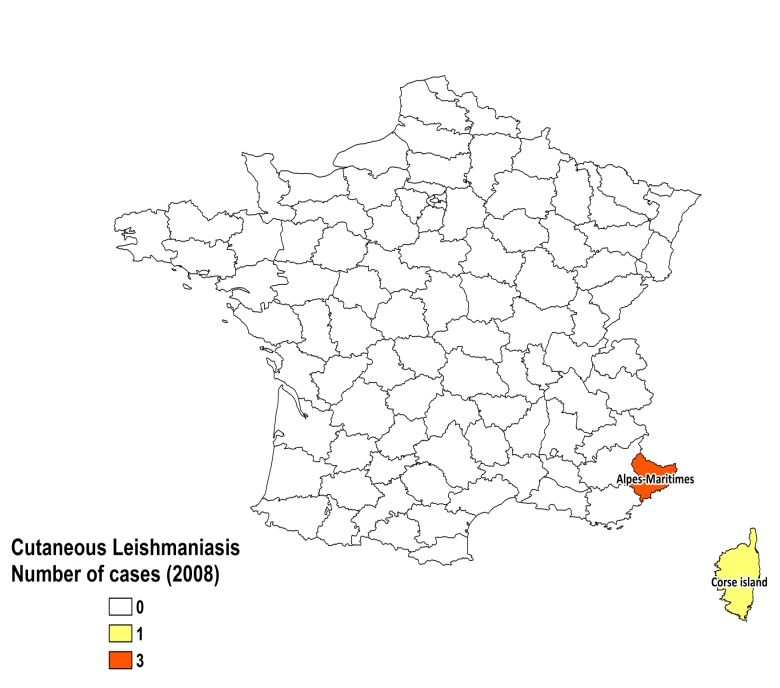 Alpes-Maritimes
Cutaneous Leishmaniasis
Number of cases (2008)
Corse island
0
1
3